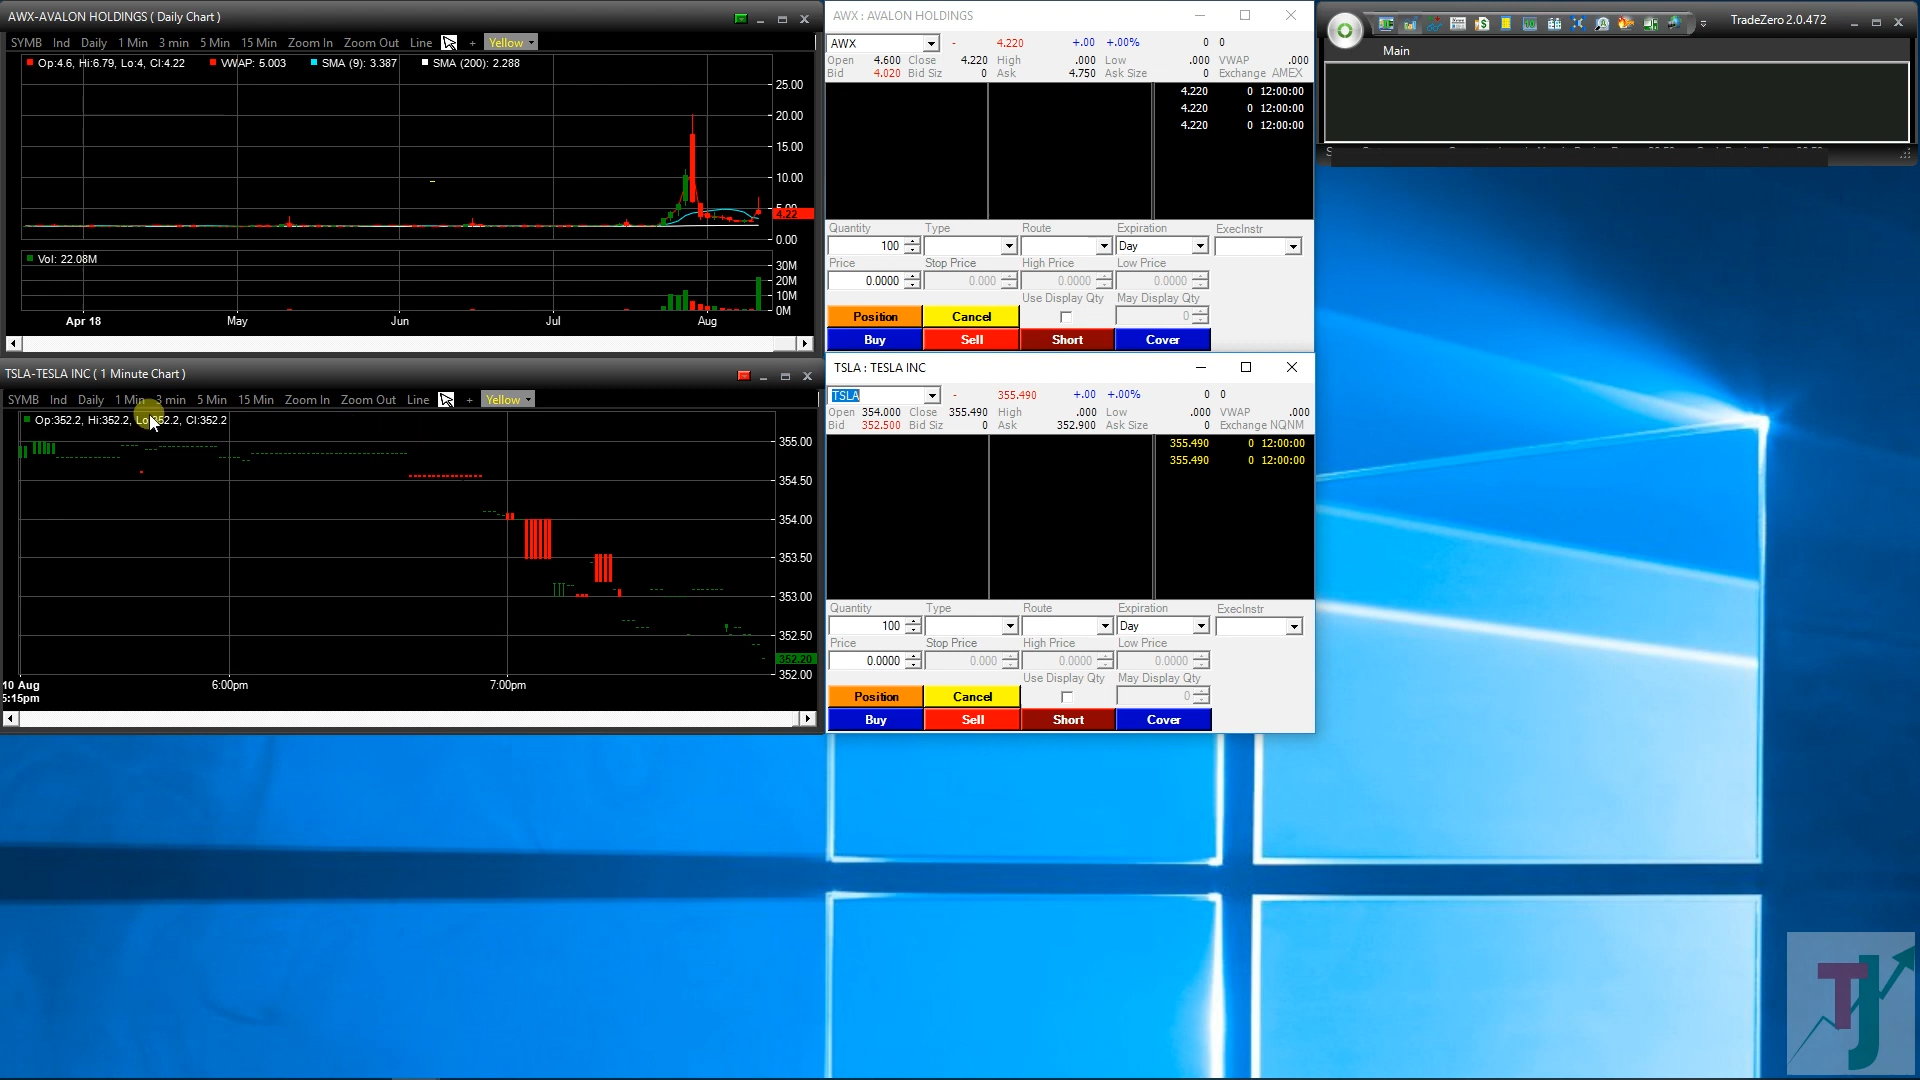 AWX-AVALON HOLDINGS ( Daily Chart )
SYMB Ind Daily 1 Min 3 min 5 Min 15 Min Zoom In Zoom Out Line + Yellow
Op:4.6, Hi:6.79, Lo:4, Cl:4.22 VWAP: 5.003 SMA (9): 3.387 SMA (200): 2.288
25.00
20.00
15.00
10.00
5.00
4.22
0.00
Vol: 22.08M
30M
20M
10M
0M
Apr 18 May Jun Jul Aug
TSLA-TESLA INC ( 1 Minute Chart )
SYMB Ind Daily 1 Min 3 min 5 Min 15 Min Zoom In Zoom Out Line + Yellow
Op:352.2, Hi:352.2, Lo:352.2, Cl:352.2
355.00
354.50
354.00
353.50
353.00
352.50
352.20
352.00
10 Aug 6:00pm 7:00pm
5:15pm
AWX : AVALON HOLDINGS
AWX - 4.220 +.00 +.00% 0 0
Open 4.600 Close 4.220 High .000 Low .000 VWAP .000
Bid 4.020 Bid Siz 0 Ask 4.750 Ask Size 0 Exchange AMEX
4.220 0 12:00:00
4.220 0 12:00:00
4.220 0 12:00:00
Quantity Type Route Expiration ExecInstr
100 Day
Price Stop Price High Price Low Price
0.0000 0.000 0.0000 0.0000
Use Display Qty May Display Qty
Position Cancel 0
Buy Sell Short Cover
TSLA : TESLA INC
TSLA - 355.490 +.00 +.00% 0 0
Open 354.000 Close 355.490 High .000 Low .000 VWAP .000
Bid 352.500 Bid Siz 0 Ask 352.900 Ask Size 0 Exchange NQNM
355.490 0 12:00:00
355.490 0 12:00:00
Quantity Type Route Expiration ExecInstr
100 Day
Price Stop Price High Price Low Price
0.0000 0.000 0.0000 0.0000
Use Display Qty May Display Qty
Position Cancel 0
Buy Sell Short Cover
TradeZero 2.0.472
Main
TJ